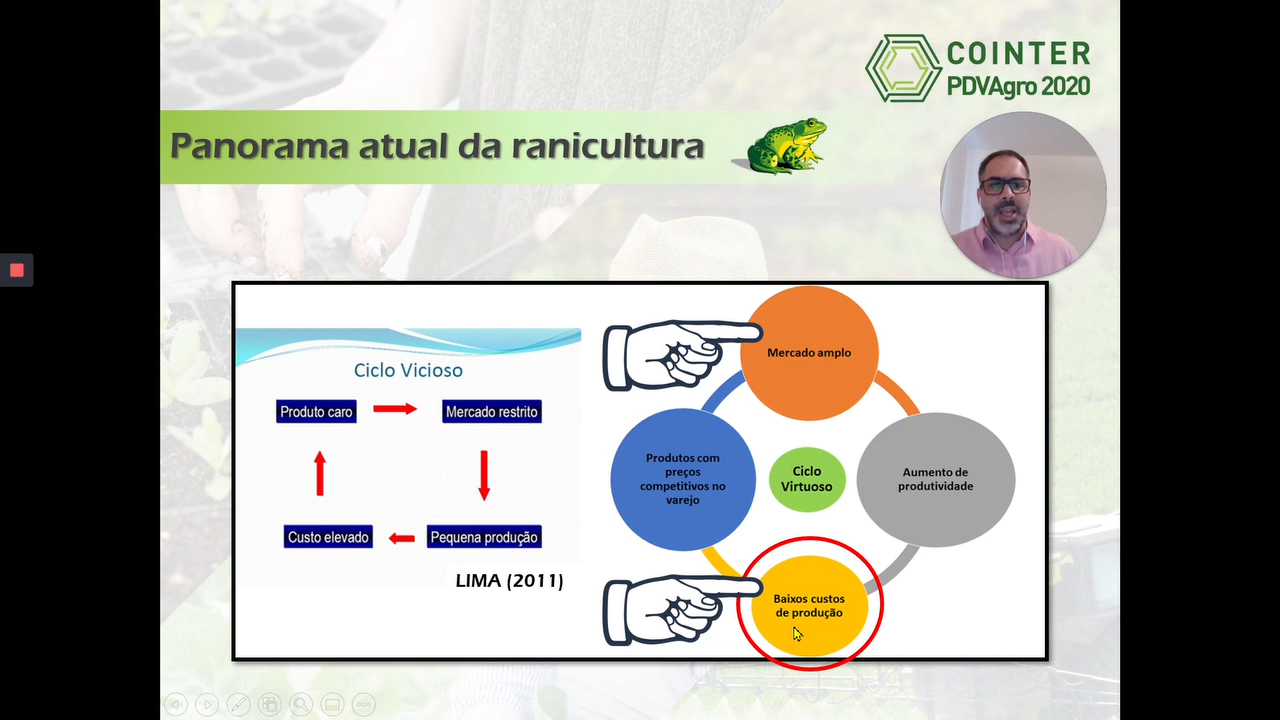 COINTER
PDVAgro 2020
Panorama atual da ranicultura
Ciclo Vicioso
Produto caro
Mercado restrito
Custo elevado
Pequena produção
LIMA (2011)
Mercado amplo
Produtos com
preços
competitivos no
varejo
Ciclo
Virtuoso
Aumento de
produtividade
Baixos custos
de produção